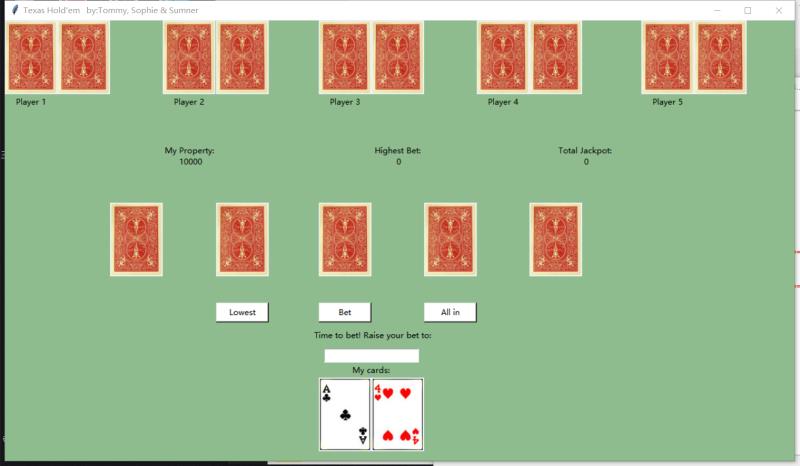 Texas Hold'em by:Tommy, Sophie & Sumner
Player 1
Player 2
Player 3
Player 4
Player 5
My Property:
10000
Highest Bet:
0
Total Jackpot:
0
Lowest
Bet
All in
Time to bet! Raise your bet to:
My cards:
A
4
A
4